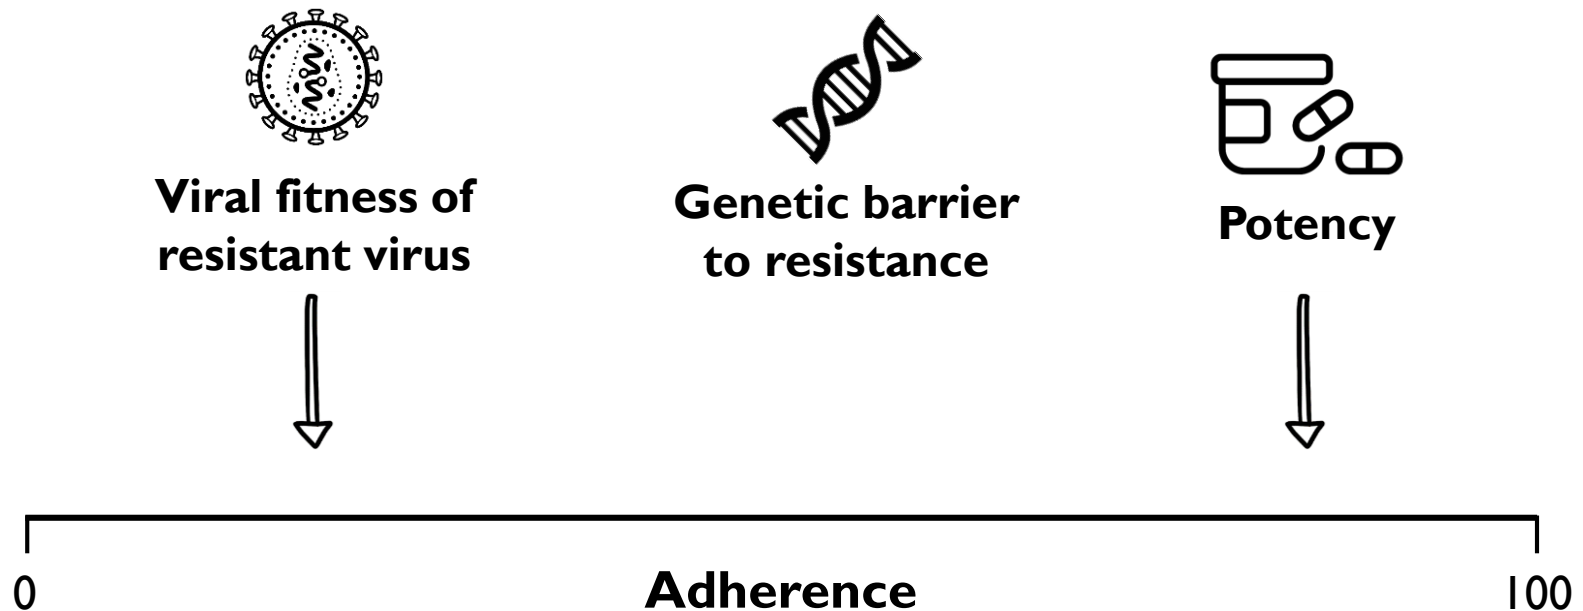 Viral fitness of
resistant virus
Genetic barrier
to resistance
Potency
0
Adherence
100